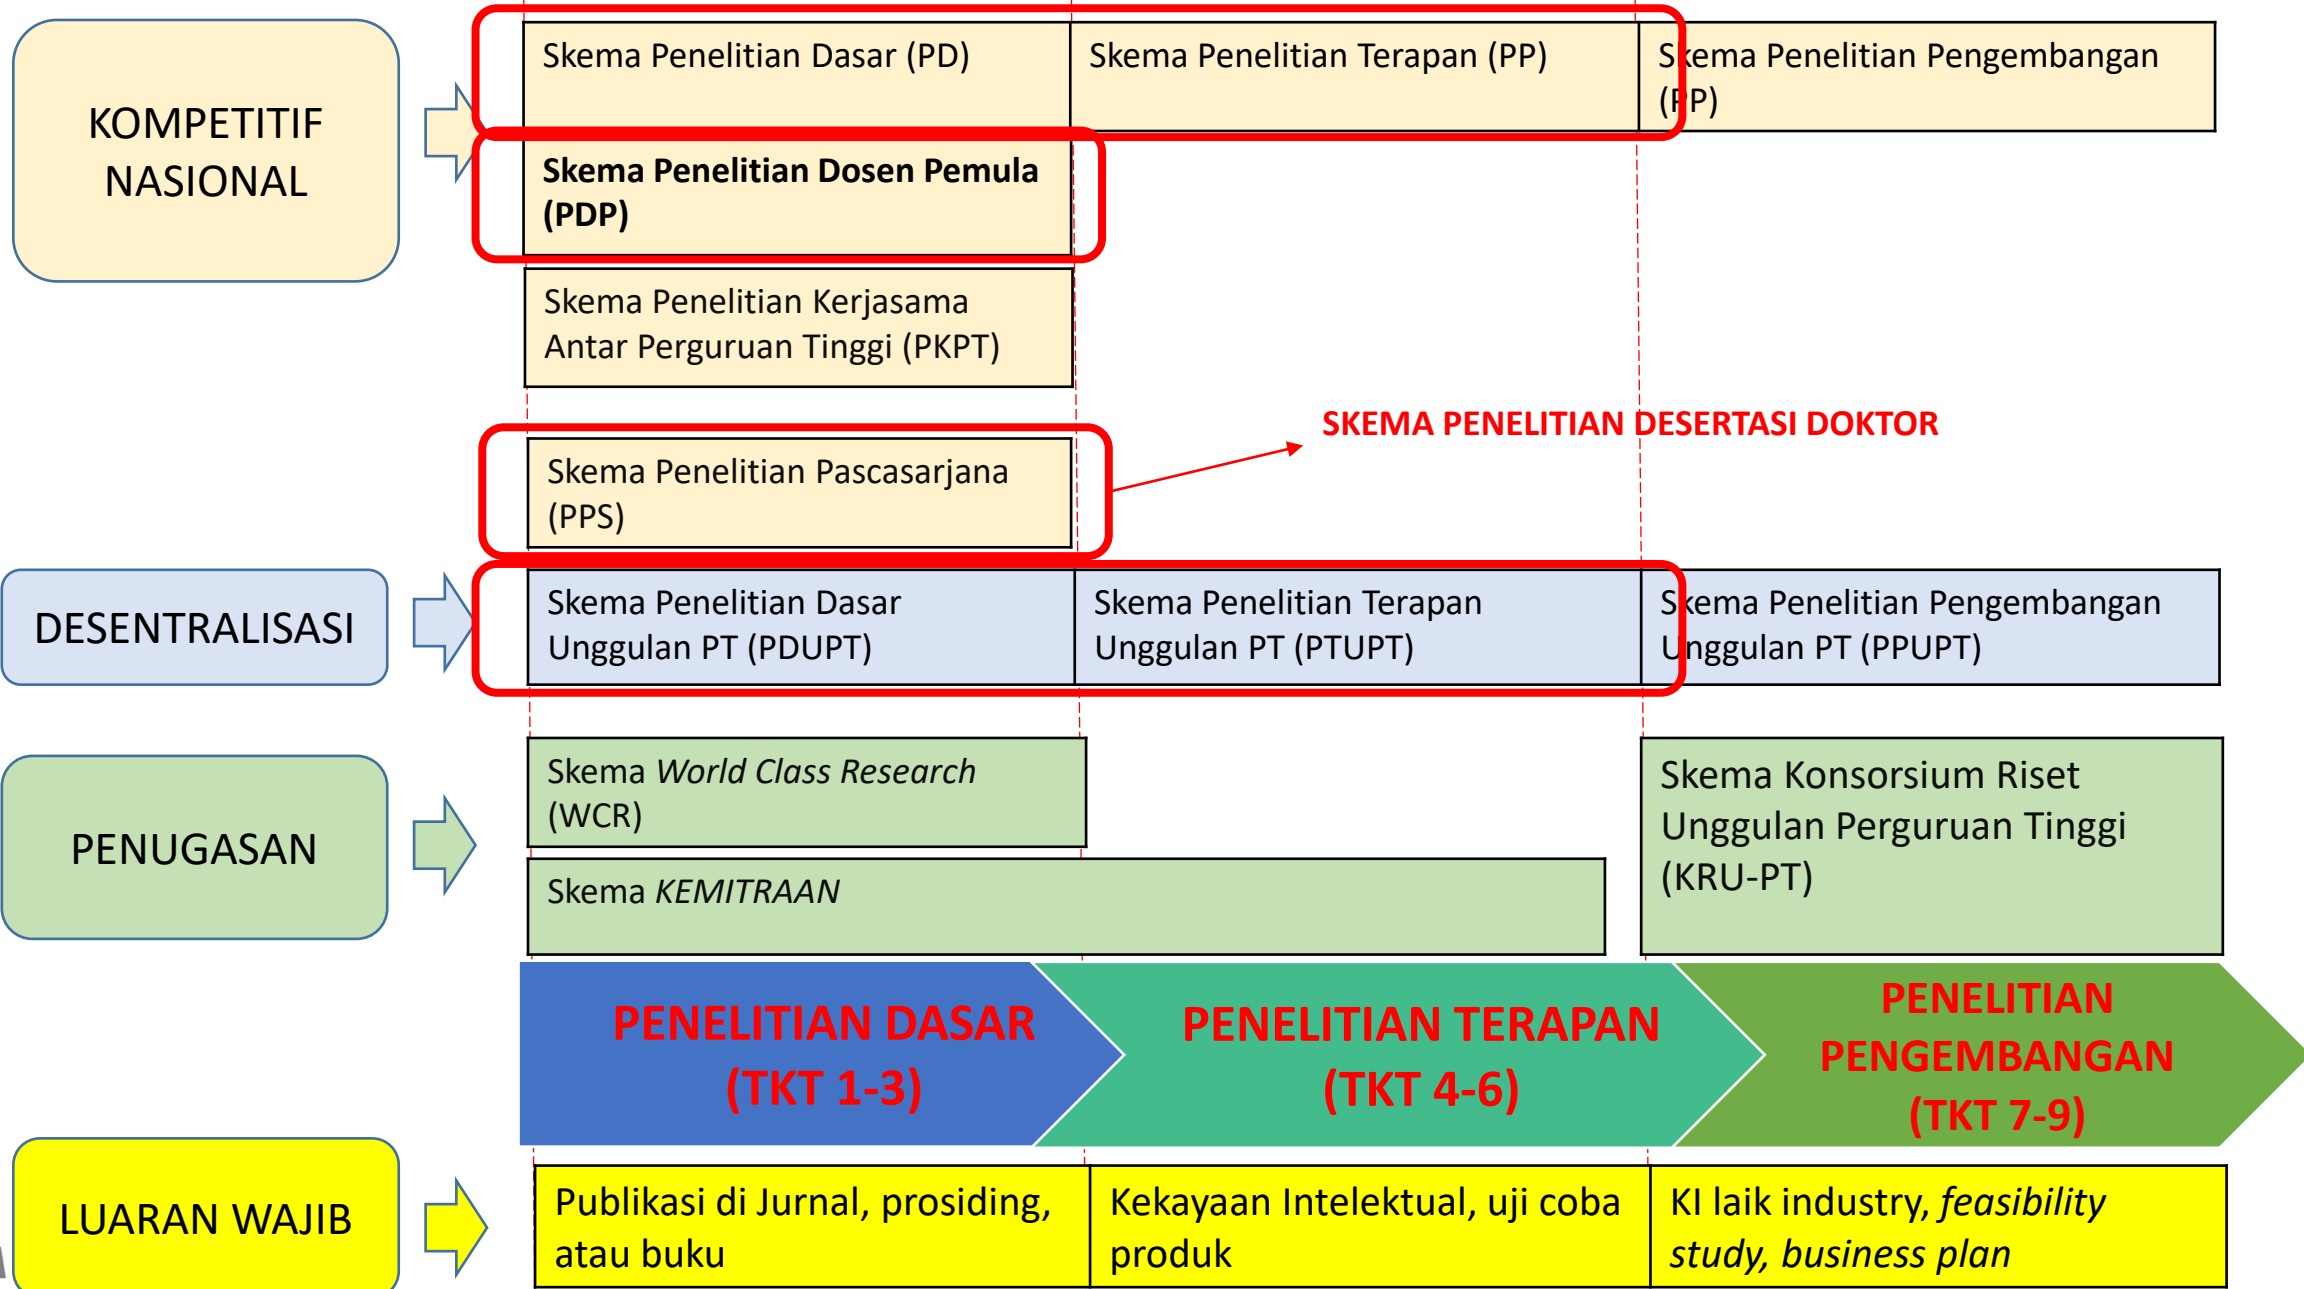 KOMPETITIF
NASIONAL
Skema Penelitian Dasar (PD)
Skema Penelitian Terapan (PP)
Skema Penelitian Pengembangan
(PP)
Skema Penelitian Dosen Pemula
(PDP)
Skema Penelitian Kerjasama
Antar Perguruan Tinggi (PKPT)
SKEMA PENELITIAN DESERTASI DOKTOR
Skema Penelitian Pascasarjana
(PPS)
DESENTRALISASI
Skema Penelitian Dasar
Unggulan PT (PDUPT)
Skema Penelitian Terapan
Unggulan PT (PTUPT)
Skema Penelitian Pengembangan
Unggulan PT (PPUPT)
PENUGASAN
Skema World Class Research
(WCR)
Skema KEMITRAAN
Skema Konsorsium Riset
Unggulan Perguruan Tinggi
(KRU-PT)
PENELITIAN DASAR
(TKT 1-3)
PENELITIAN TERAPAN
(TKT 4-6)
PENELITIAN
PENGEMBANGAN
(TKT 7-9)
LUARAN WAJIB
Publikasi di Jurnal, prosiding,
atau buku
Kekayaan Intelektual, uji coba
produk
KI laik industry, feasibility
study, business plan